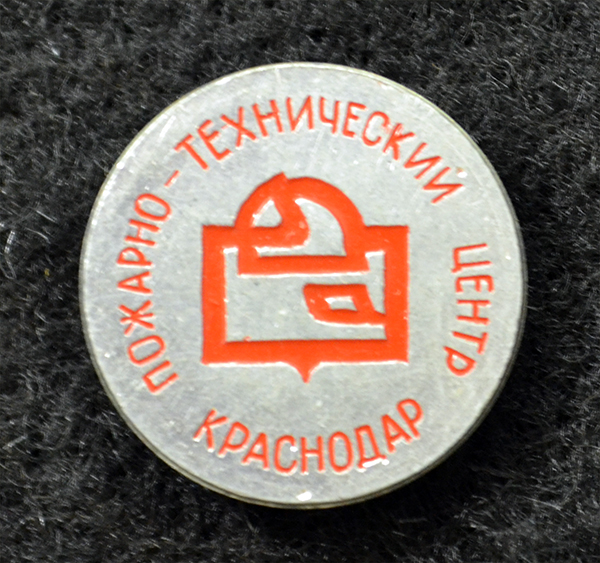 ПОЖАРНО-ТЕХНИЧЕСКИЙ ЦЕНТР
КРАСНОДАР